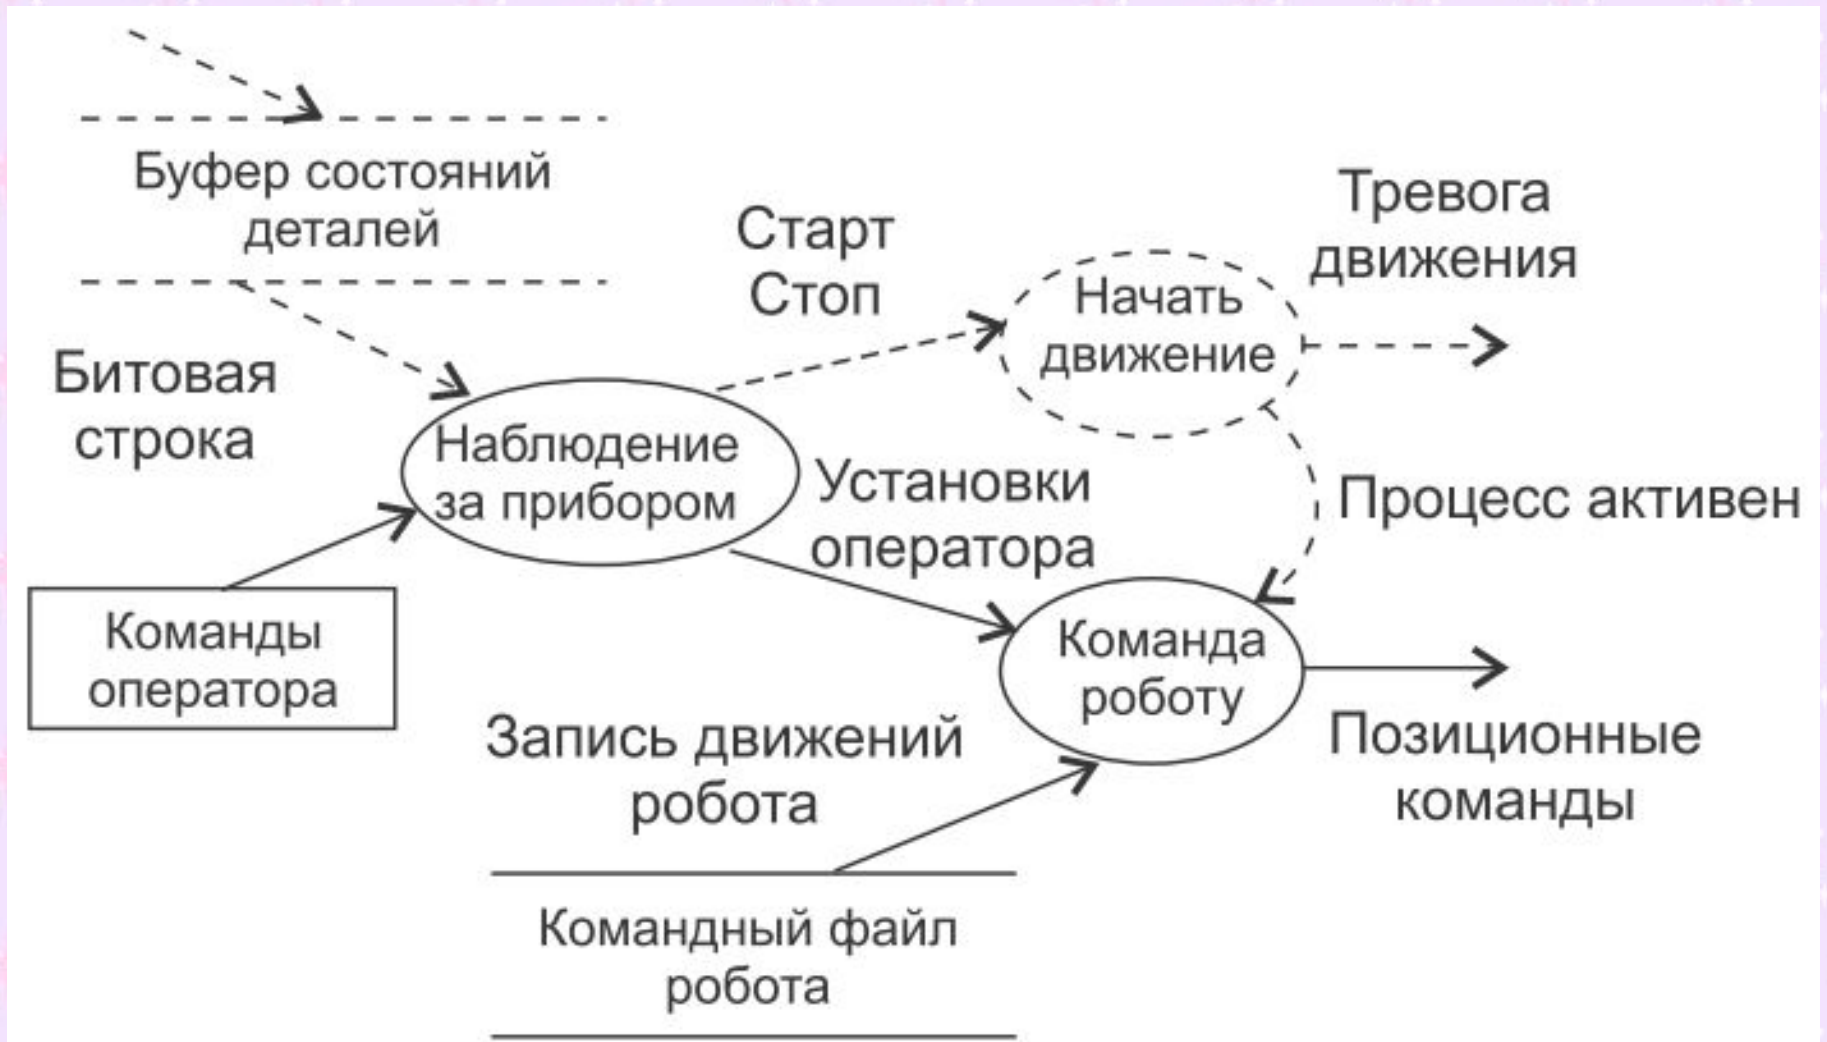 Буфер состояний
деталей
Старт
Стоп
Тревога
движения
Начать
движение
Битовая
строка
Наблюдение
за прибором
Установки
оператора
Процесс активен
Команды
оператора
Команда
роботу
Запись движений
робота
Позиционные
команды
Командный файл
робота